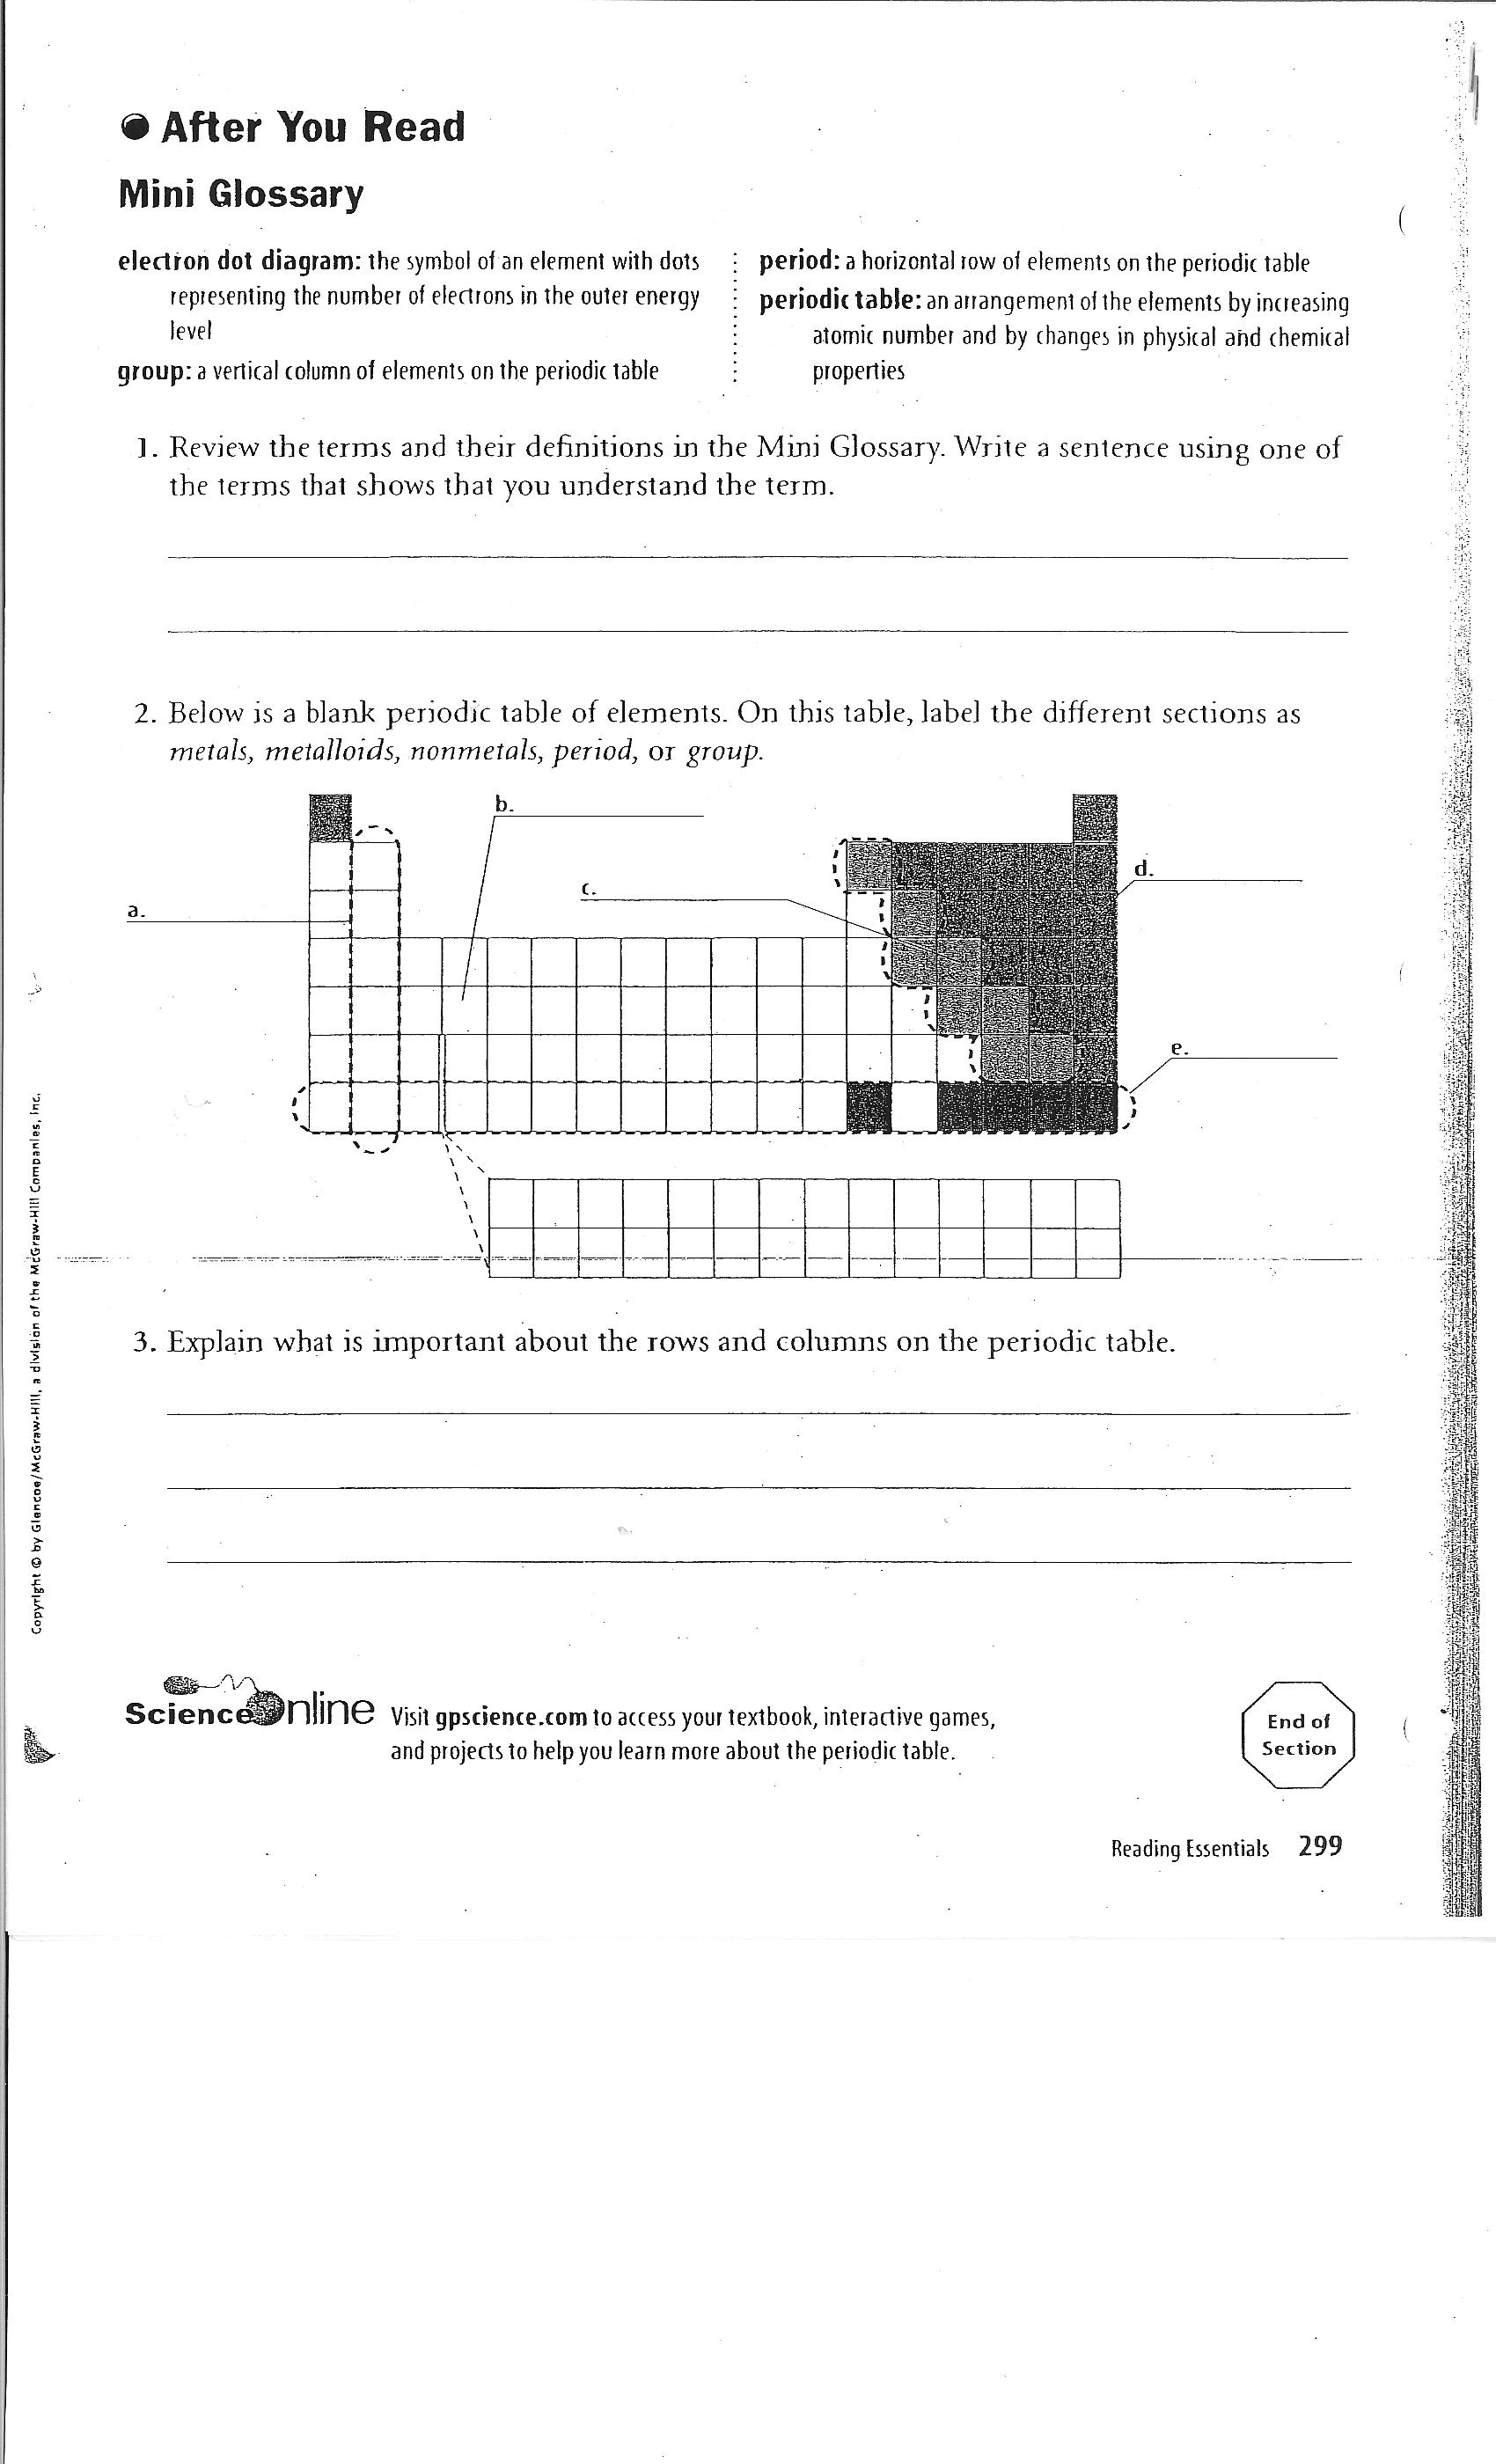 After You Read
Mini Glossary
electron dot diagram: the symbol of an element with dots
representing the number of electrons in the outer energy
level
group: a vertical column of elements on the periodic table
period: a horizontal row of elements on the periodic table
periodic table: an arrangement of the elements by increasing
atomic number and by changes in physical and chemical
properties
1. Review the terms and their definitions in the Mini Glossary. Write a sentence using one of
the terms that shows that you understand the term.
2. Below is a blank periodic table of elements. On this table, label the different sections as
metals, metalloids, nonmetals, period, or group.
b.
c.
d.
a.
e.
3. Explain what is important about the rows and columns on the periodic table.
Copyright © by Glencoe/McGraw-Hill, a division of the McGraw-Hill Companies, Inc.
Science Online Visit gpscience.com to access your textbook, interactive games,
and projects to help you learn more about the periodic table.
End of
Section
Reading Essentials 299